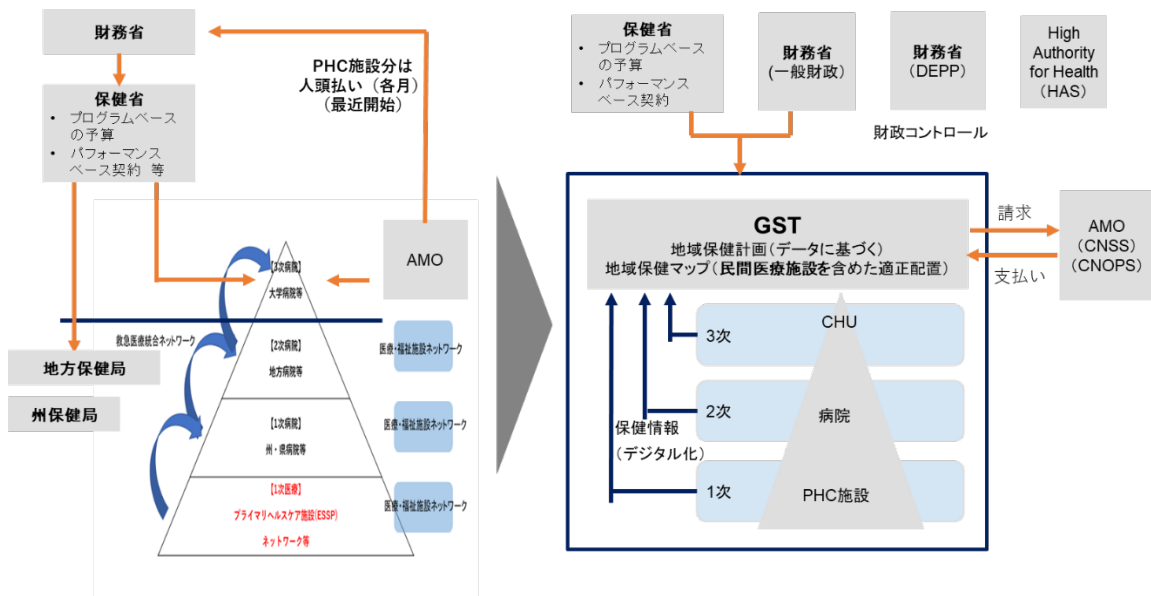 財務省
保健省
• プログラムベース
の予算
• パフォーマンス
ベース契約 等
PHC施設分は
人頭払い（各月）
（最近開始）
AMO
【3次病院】
大学病院等
救急医療統合ネットワーク
地方保健局
州保健局
【2次病院】
地方病院等
医療・福祉施設ネットワーク
【1次病院】
州・県病院等
医療・福祉施設ネットワーク
【1次医療】
プライマリヘルスケア施設(ESSP)
ネットワーク等
医療・福祉施設ネットワーク
保健省
• プログラムベース
の予算
• パフォーマンス
ベース契約
財務省
(一般財政)
財務省
（DEPP）
High
Authority
for Health
（HAS）
財政コントロール
GST
地域保健計画（データに基づく）
地域保健マップ（民間医療施設を含めた適正配置）
請求
支払い
AMO
（CNSS）
（CNOPS）
3次
CHU
2次
病院
保健情報
（デジタル化）
1次
PHC施設